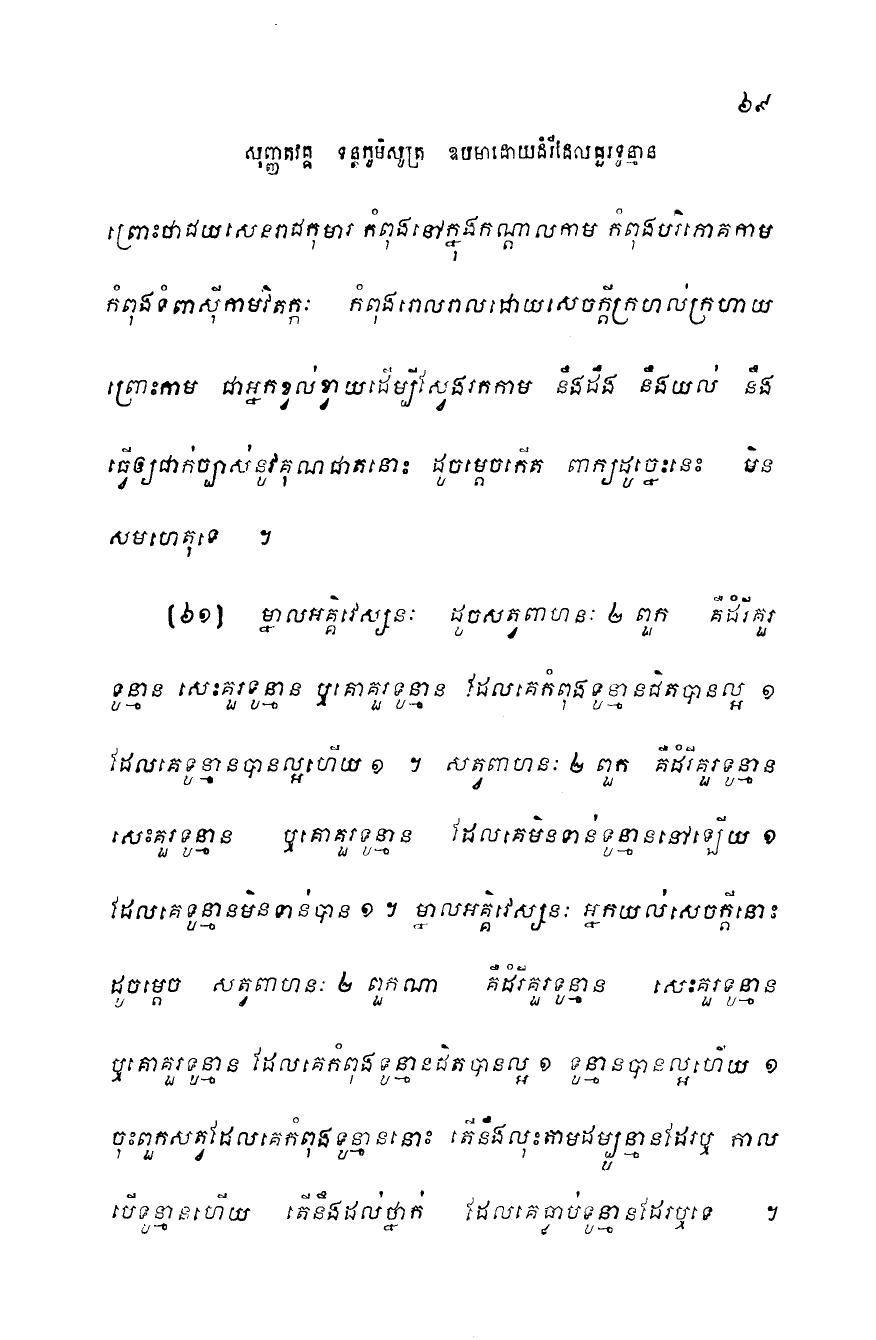 ៦៩
សុញ្ញតវគ្គ ទន្តភូមិសូត្រ ឧបមាដោយដំរីដែលគួរទូន្មាន
ព្រោះថាជយសេនរាជកុមារ កំពុងនៅក្នុងកណ្តាលកាម កំពុងបរិភោគកាម
កំពុងទំពាស៊ីកាមវិតក្កៈ កំពុងរោលរាលដោយសេចក្តីក្រហល់ក្រហាយ
ព្រោះកាម ជាអ្នកខ្វល់ខ្វាយដើម្បីស្វែងរកកាម នឹងដឹង នឹងយល់ នឹង
ធ្វើឲ្យជាក់ច្បាស់នូវគុណជាតនោះ ដូចម្តេចកើត ពាក្យដូច្នេះនេះ មិន
សមហេតុទេ ។
(៦១) ម្នាលអគ្គិវេស្សនៈ ដូចសត្វពាហនៈ ២ ពួក គឺដំរីគួរ
ទូន្មាន សេះគួរទូន្មាន ឬគោគួរទូន្មាន ដែលគេកំពុងទូន្មានជិតបានល្អ ១
ដែលគេទូន្មានបានល្អហើយ ១ ។ សត្វពាហនៈ ២ ពួក គឺដំរីគួរទូន្មាន
សេះគួរទូន្មាន ឬគោគួរទូន្មាន ដែលគេមិនទាន់ទូន្មាននៅឡើយ ១
ដែលគេទូន្មានមិនទាន់បាន ១ ។ ម្នាលអគ្គិវេស្សនៈ អ្នកយល់សេចក្តីនោះ
ដូចម្តេច សត្វពាហនៈ ២ ពួកណា គឺដំរីគួរទូន្មាន សេះគួរទូន្មាន
ឬគោគួរទូន្មាន ដែលគេកំពុងទូន្មានជិតបានល្អ ១ ទូន្មានបានល្អហើយ ១
ចុះពួកសត្វដែលគេកំពុងទូន្មាននោះ តើនឹងលុះតាមដម្បូន្មានដែរឬ កាល
បើទូន្មានហើយ តើនឹងដល់ថ្នាក់ ដែលគេធ្លាប់ទូន្មានដែរឬទេ ។